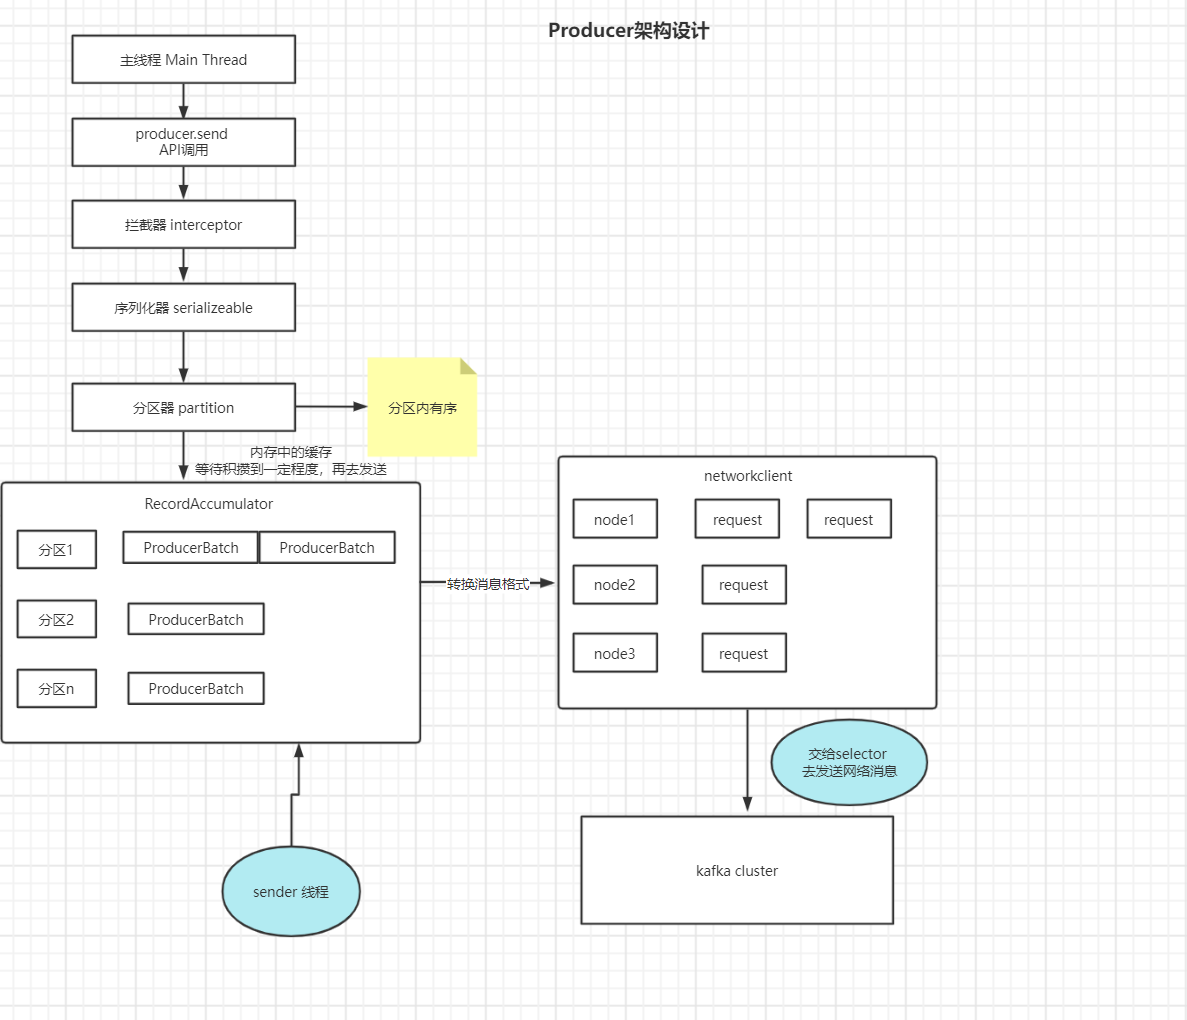 Producer架构设计
主线程 Main Thread
producer.send
API调用
拦截器 interceptor
序列化器 serializeable
分区器 partition
分区内有序
内存中的缓存
等待积攒到一定程度，再去发送
RecordAccumulator
分区1
ProducerBatch
ProducerBatch
分区2
ProducerBatch
分区n
ProducerBatch
转换消息格式
networkclient
node1
request
request
node2
request
node3
request
交给selector
去发送网络消息
kafka cluster
sender 线程